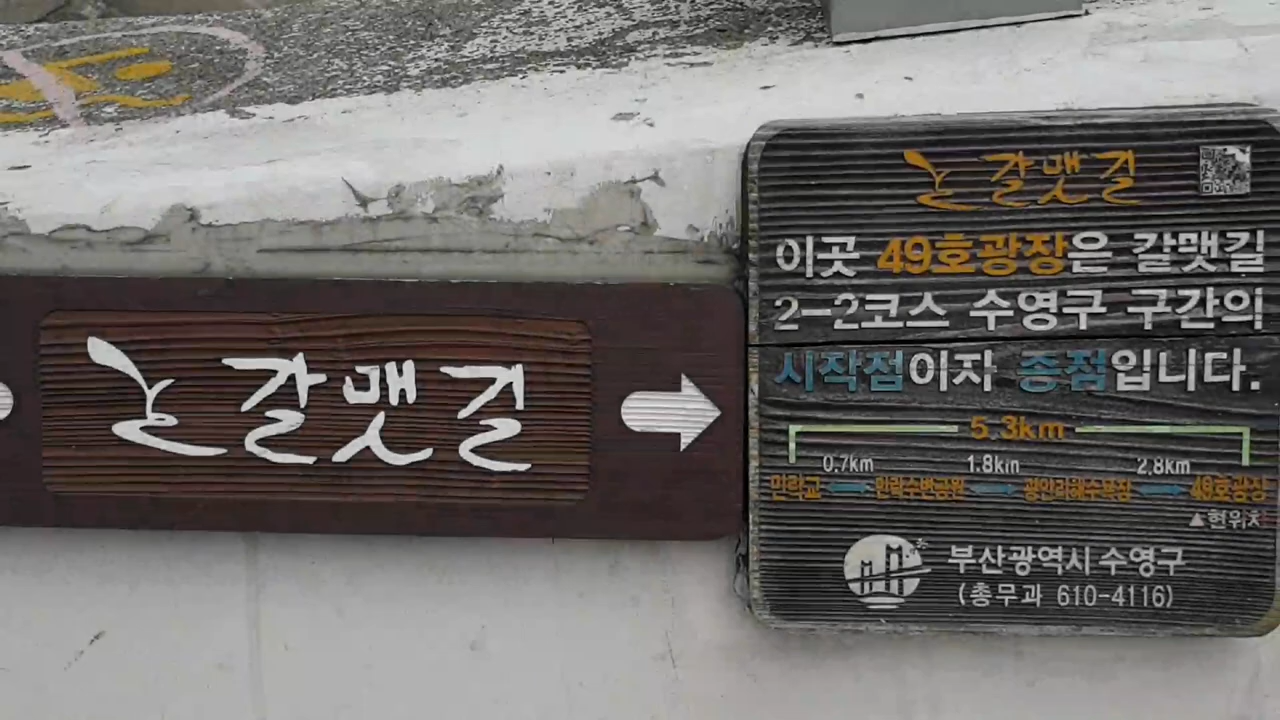 갈맷길
갈맷길
이곳 49호광장은 갈맷길
2-2코스 수영구 구간의
시작점이자 종점입니다.
5.3km
0.7km 1.8km 2.8km
민락교 민락수변공원 광안리해수욕장 49호광장
▲현위치
부산광역시 수영구
(총무과 610-4116)